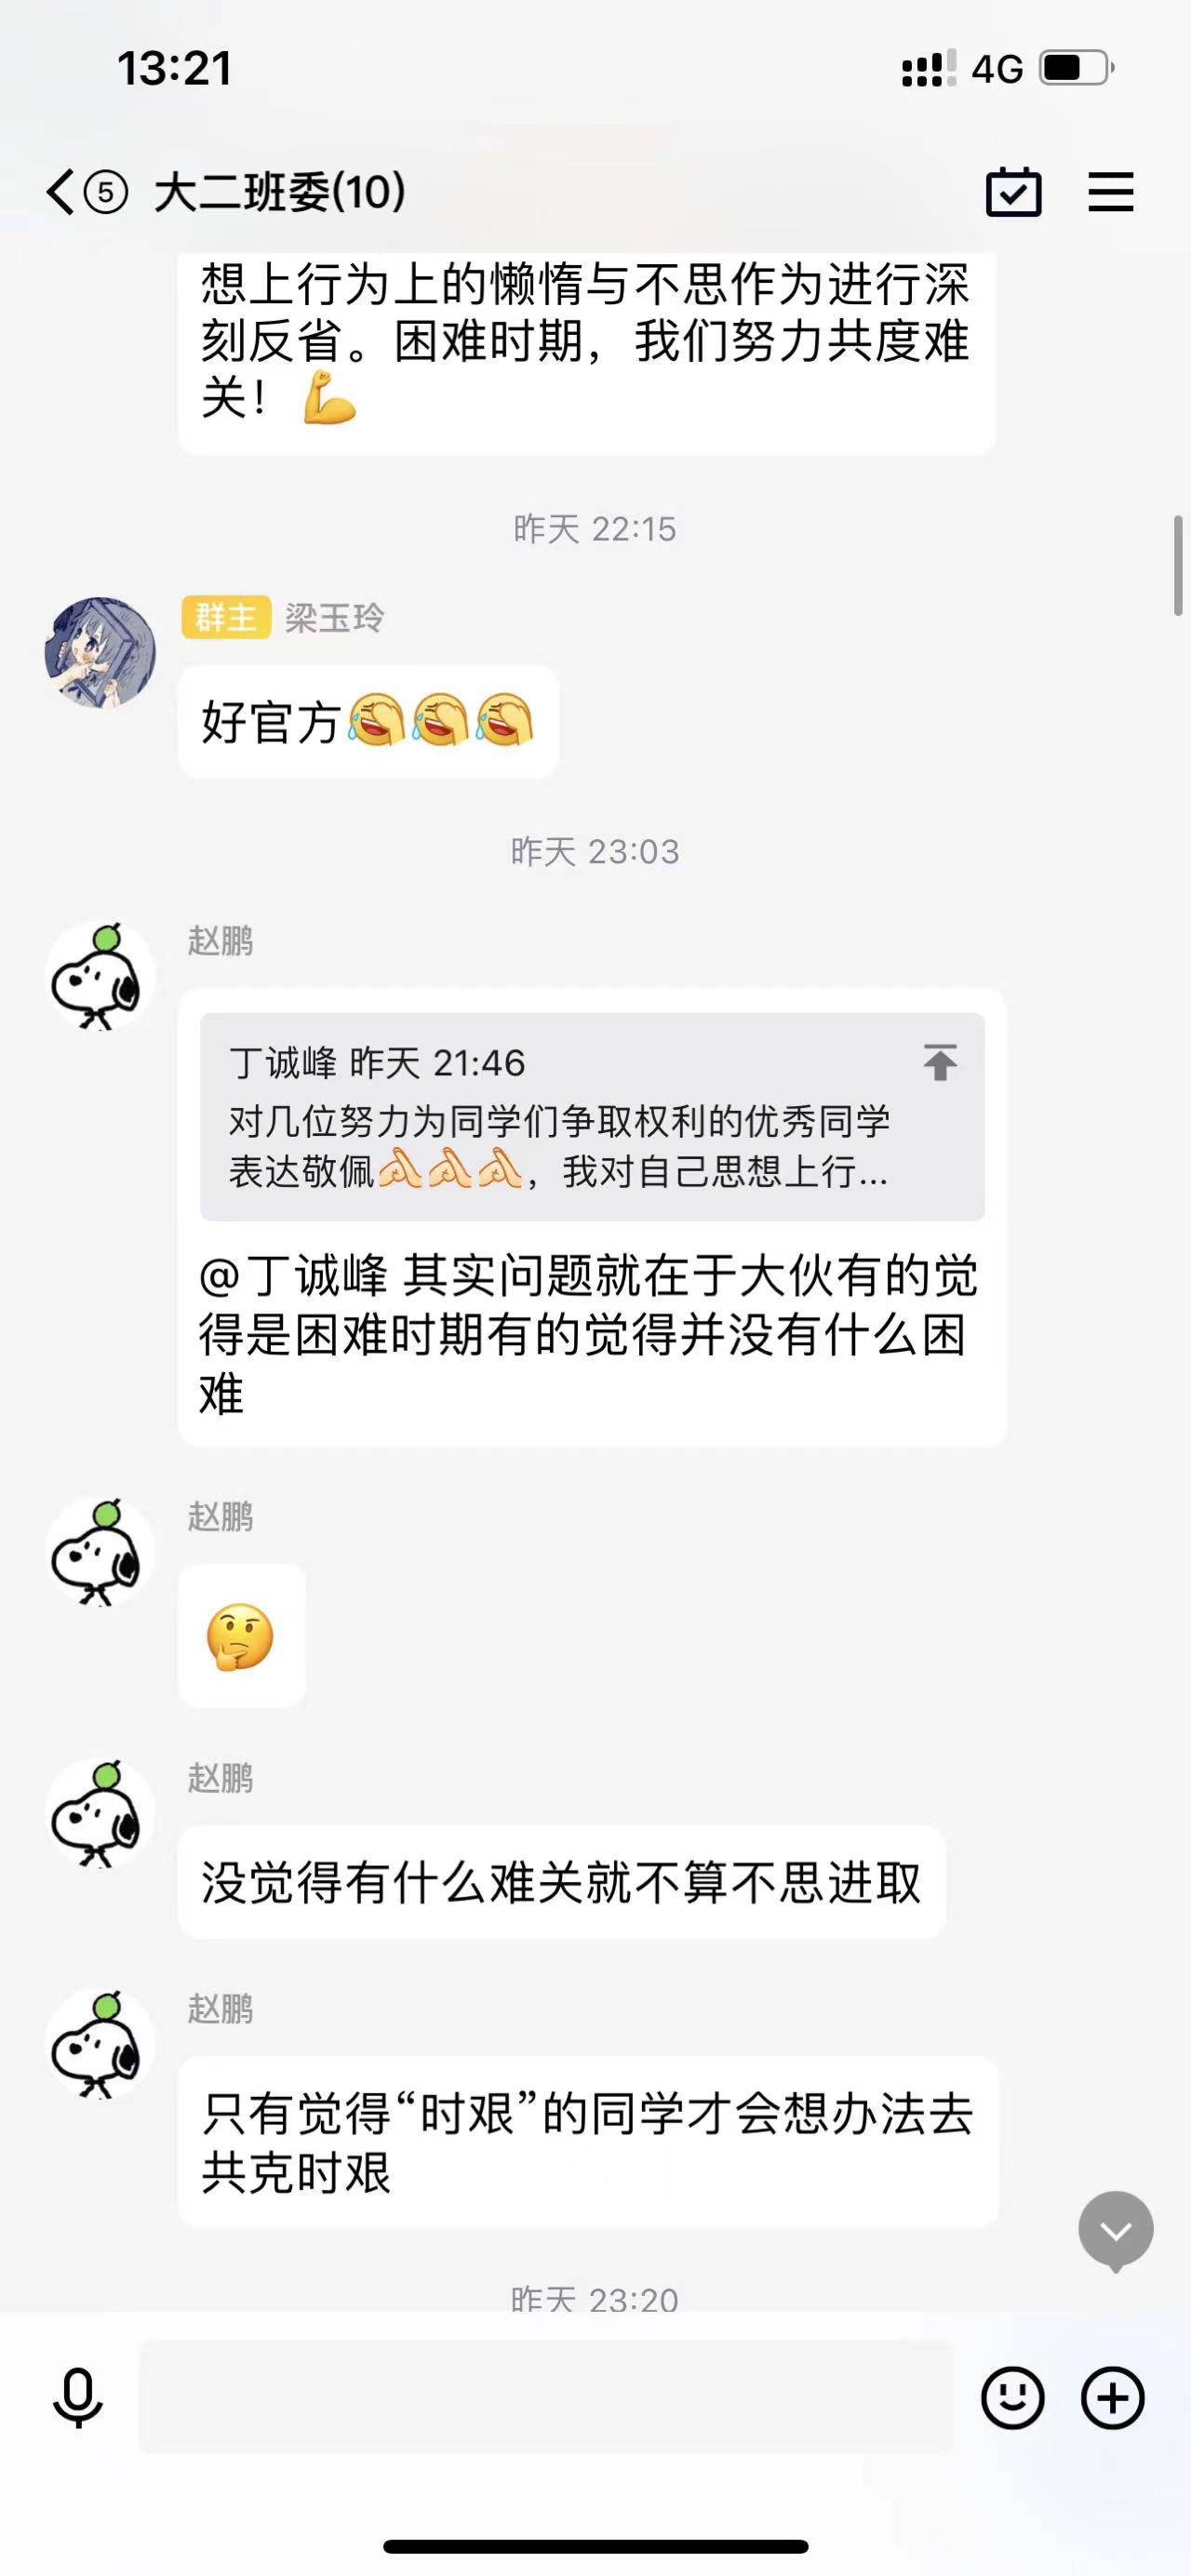 13:21
4G
5 大二班委(10)
想上行为上的懒惰与不思作为进行深
刻反省。困难时期，我们努力共度难
关！💪
昨天 22:15
群主 梁玉玲
好官方
昨天 23:03
赵鹏
丁诚峰 昨天 21:46
对几位努力为同学们争取权利的优秀同学
表达敬佩，我对自己思想上行...
@丁诚峰 其实问题就在于大伙有的觉
得是困难时期有的觉得并没有什么困
难
赵鹏
🤔
赵鹏
没觉得有什么难关就不算不思进取
赵鹏
只有觉得“时艰”的同学才会想办法去
共克时艰
昨天 23:20